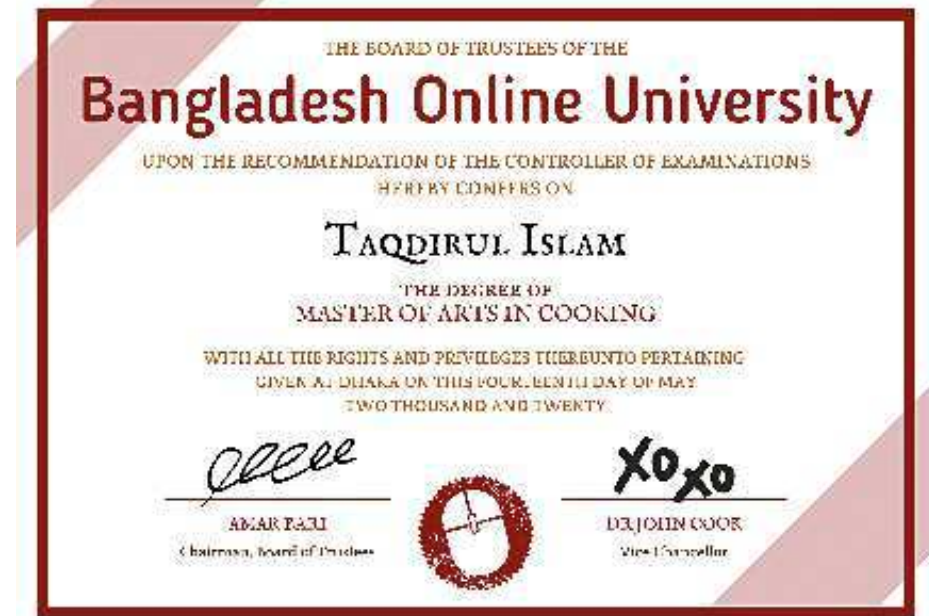 THE BOARD OF TRUSTEES OF THE
Bangladesh Online University
UPON THE RECOMMENDATION OF THE CONTROLLER OF EXAMINATIONS
HEREBY CONFERS ON
TAQDIRUL ISLAM
THE DEGREE OF
MASTER OF ARTS IN COOKING
WITH ALL THE RIGHTS AND PRIVILEGES THEREUNTO PERTAINING
GIVEN AT DHAKA ON THIS FOURTEENTH DAY OF MAY
TWO THOUSAND AND TWENTY
XOXO
AMAR BARI
DR JOHN COOK
Chairman, Board of Trustees
Vice Chancellor